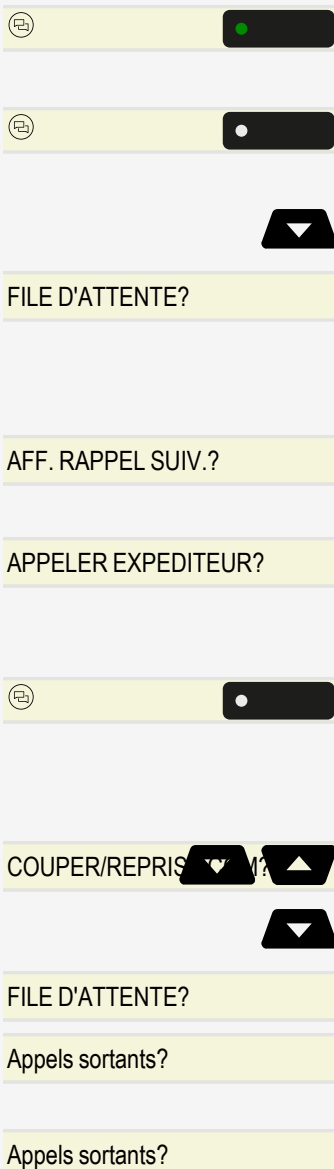 FILE D'ATTENTE?
AFF. RAPPEL SUIV.?
APPELER EXPEDITEUR?
FILE D'ATTENTE?
Appels sortants?
Appels sortants?